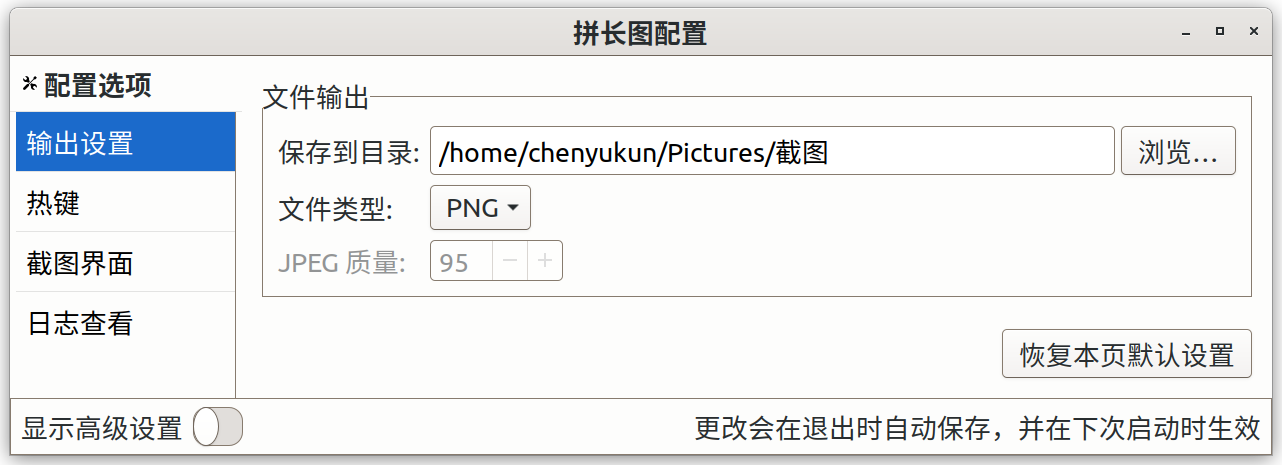 拼长图配置
配置选项
输出设置
热键
截图界面
日志查看
文件输出
保存到目录: /home/chenyukun/Pictures/截图 浏览...
文件类型: PNG
JPEG 质量: 95 − +
恢复本页默认设置
显示高级设置 更改会在退出时自动保存，并在下次启动时生效